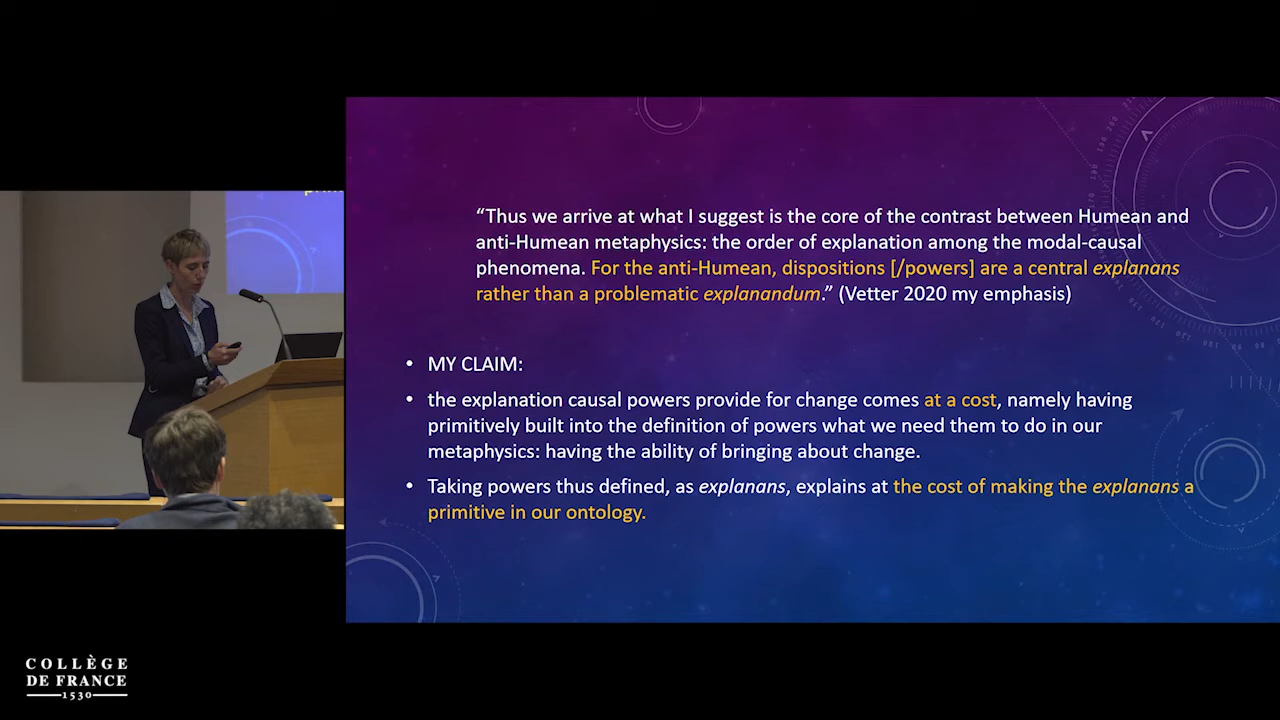 “Thus we arrive at what I suggest is the core of the contrast between Humean and
anti-Humean metaphysics: the order of explanation among the modal-causal
phenomena. For the anti-Humean, dispositions [/powers] are a central explanans
rather than a problematic explanandum.” (Vetter 2020 my emphasis)
• MY CLAIM:
• the explanation causal powers provide for change comes at a cost, namely having
primitively built into the definition of powers what we need them to do in our
metaphysics: having the ability of bringing about change.
• Taking powers thus defined, as explanans, explains at the cost of making the explanans a
primitive in our ontology.
COLLÈGE
DE FRANCE
1530